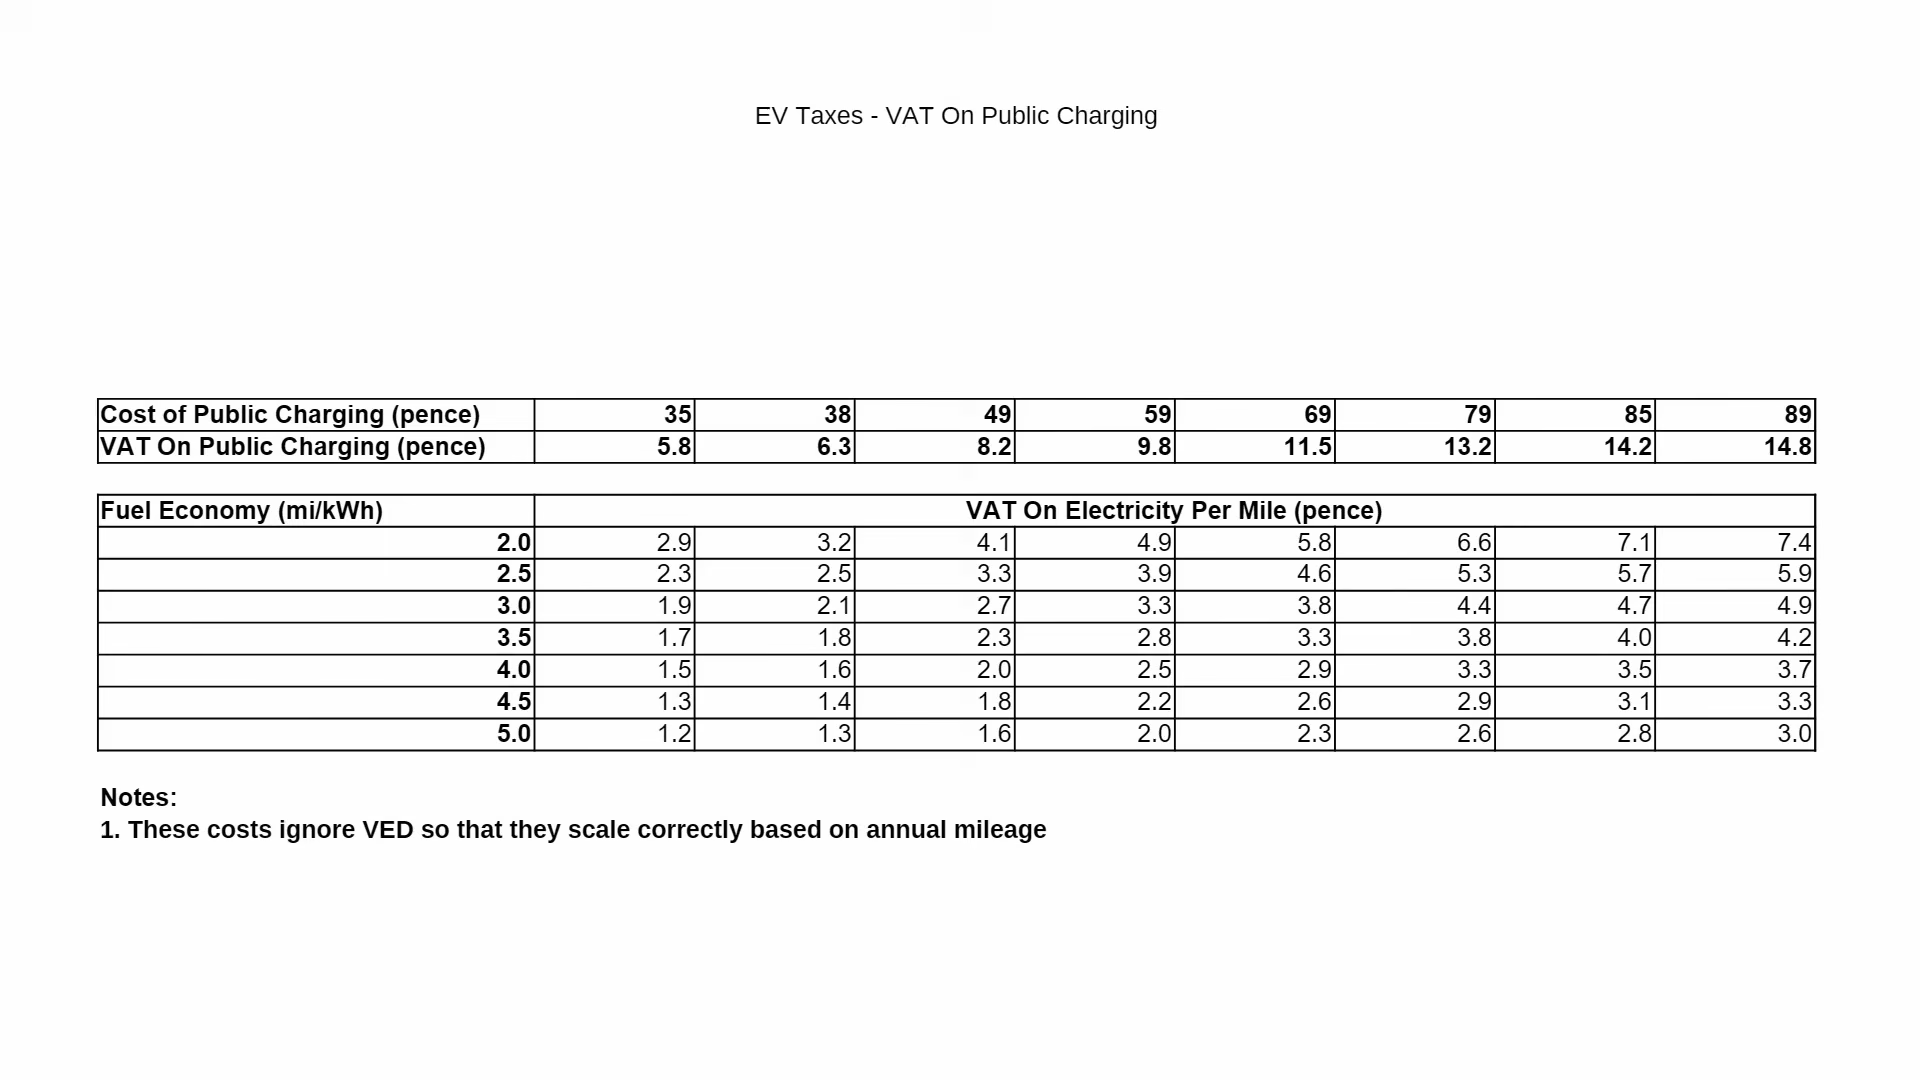 EV Taxes - VAT On Public Charging
Cost of Public Charging (pence) 35 38 49 59 69 79 85 89
VAT On Public Charging (pence) 5.8 6.3 8.2 9.8 11.5 13.2 14.2 14.8
Fuel Economy (mi/kWh) VAT On Electricity Per Mile (pence)
2.0 2.9 3.2 4.1 4.9 5.8 6.6 7.1 7.4
2.5 2.3 2.5 3.3 3.9 4.6 5.3 5.7 5.9
3.0 1.9 2.1 2.7 3.3 3.8 4.4 4.7 4.9
3.5 1.7 1.8 2.3 2.8 3.3 3.8 4.0 4.2
4.0 1.5 1.6 2.0 2.5 2.9 3.3 3.5 3.7
4.5 1.3 1.4 1.8 2.2 2.6 2.9 3.1 3.3
5.0 1.2 1.3 1.6 2.0 2.3 2.6 2.8 3.0
Notes:
1. These costs ignore VED so that they scale correctly based on annual mileage